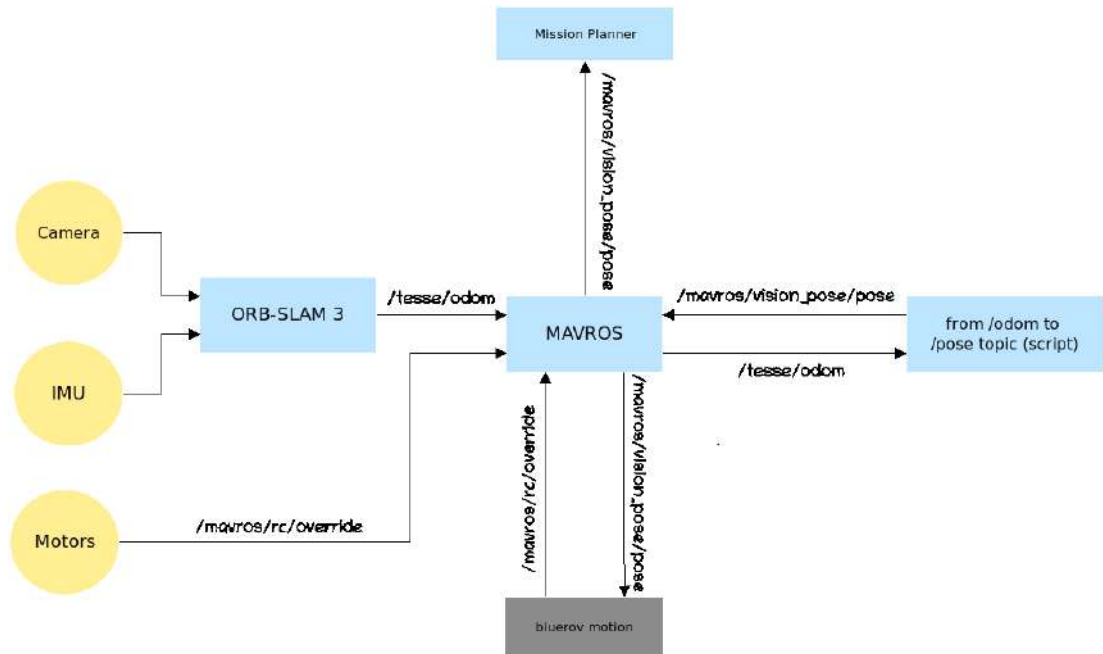 Mission Planner
/mavros/vision_pose/pose
Camera
ORB-SLAM 3
/tesse/odom
MAVROS
/mavros/vision_pose/pose
from /odom to
/pose topic (script)
/tesse/odom
IMU
/mavros/rc/override
/mavros/vision_pose/pose
Motors
/mavros/rc/override
bluerov motion